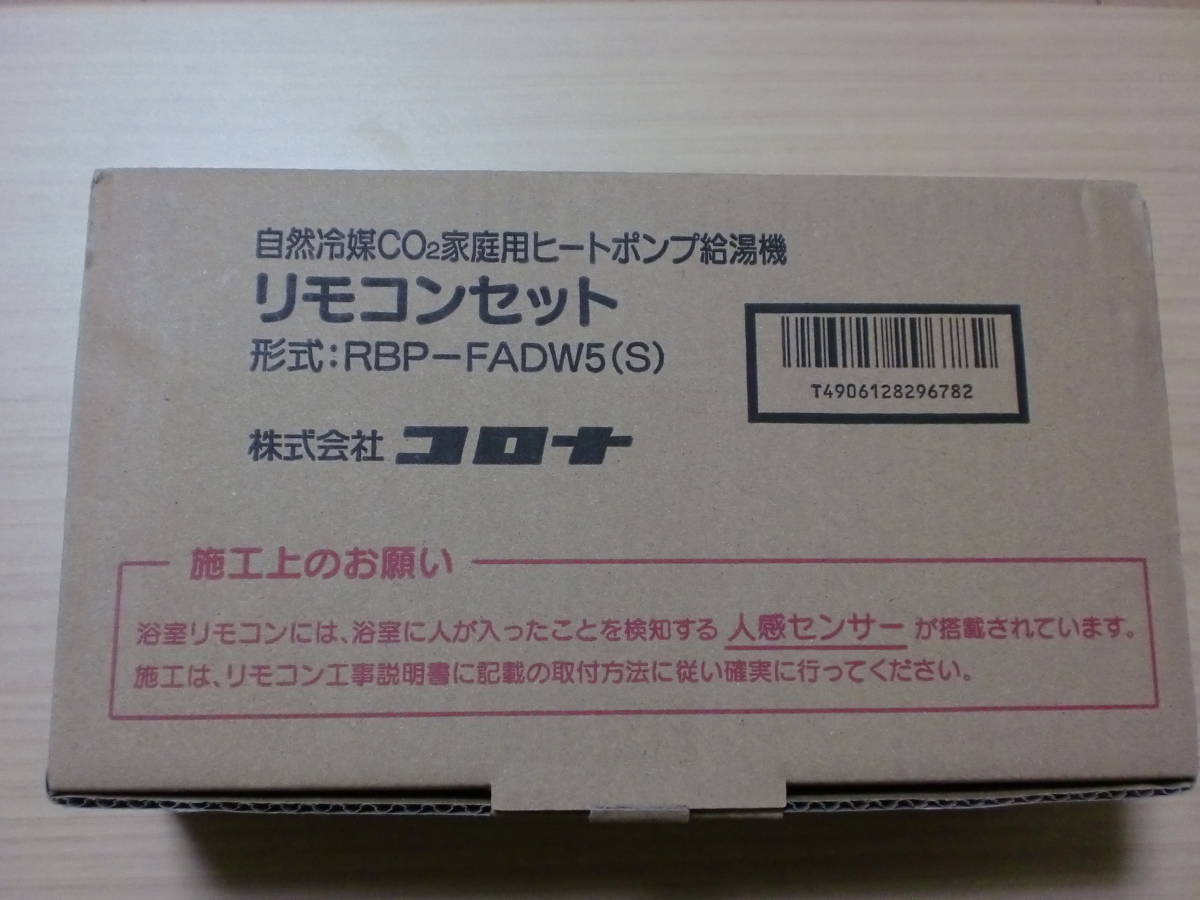 自然冷媒CO₂家庭用ヒートポンプ給湯機
リモコンセット
形式:RBP-FADW5(S)
T4906128296782
株式会社 コロナ
施工上のお願い
浴室リモコンには、浴室に人が入ったことを検知する 人感センサー が搭載されています。
施工は、リモコン工事説明書に記載の取付方法に従い確実に行ってください。